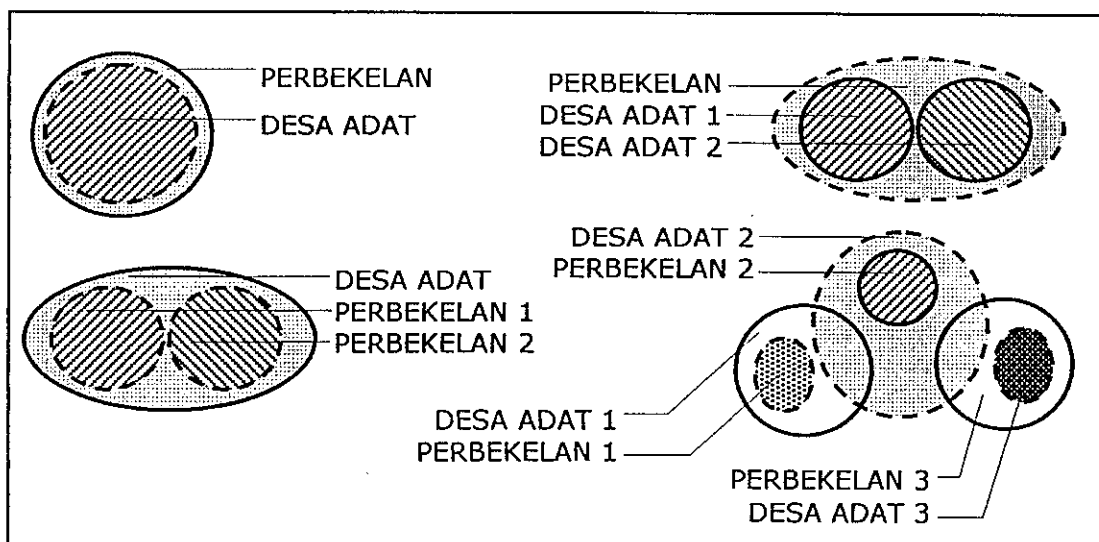 PERBEKELAN
DESA ADAT
PERBEKELAN
DESA ADAT 1
DESA ADAT 2
DESA ADAT
PERBEKELAN 1
PERBEKELAN 2
DESA ADAT 2
PERBEKELAN 2
DESA ADAT 1
PERBEKELAN 1
PERBEKELAN 3
DESA ADAT 3